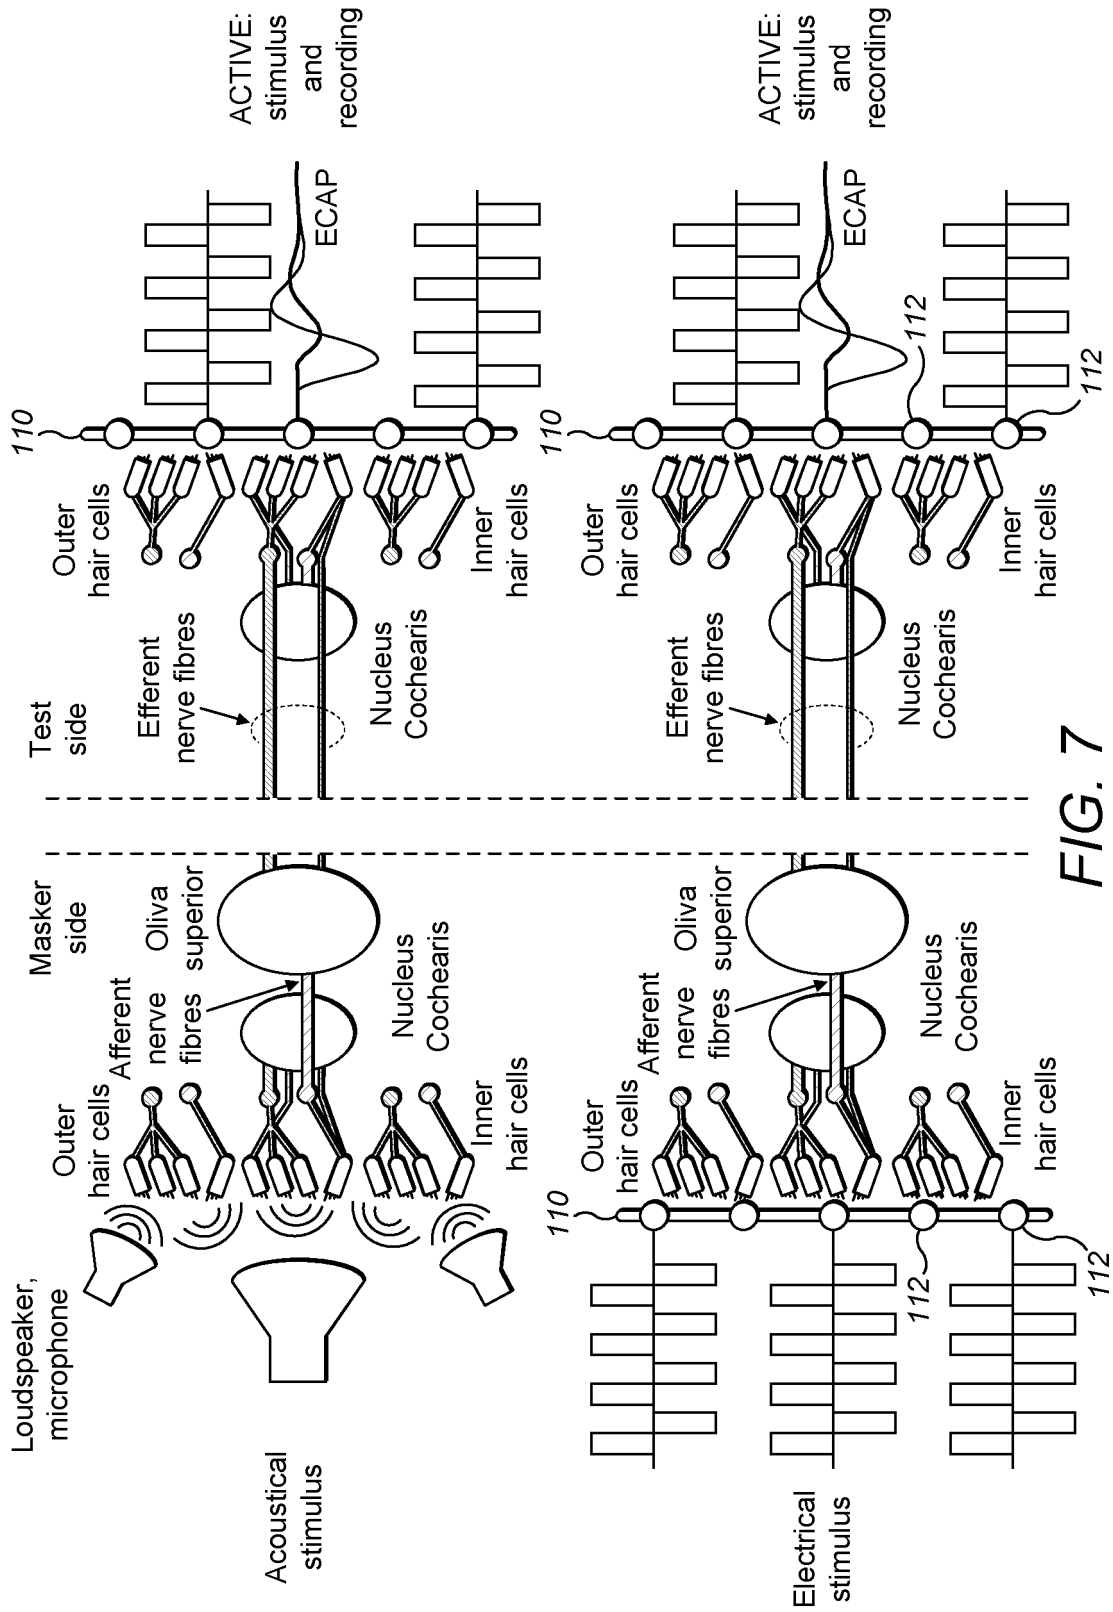 Masker
side
Test
side
Loudspeaker,
microphone
Acoustical
stimulus
Outer
hair cells
Afferent
nerve
fibres
Oliva
superior
Nucleus
Cochearis
Inner
hair cells
Efferent
nerve fibres
Nucleus
Cochearis
Outer
hair cells
Inner
hair cells
110
ECAP
ACTIVE:
stimulus
and
recording
Electrical
stimulus
110
112
112
Outer
hair cells
Afferent
nerve
fibres
Oliva
superior
Nucleus
Cochearis
Inner
hair cells
Efferent
nerve fibres
Nucleus
Cochearis
Outer
hair cells
Inner
hair cells
110
ECAP
112
112
ACTIVE:
stimulus
and
recording
FIG. 7